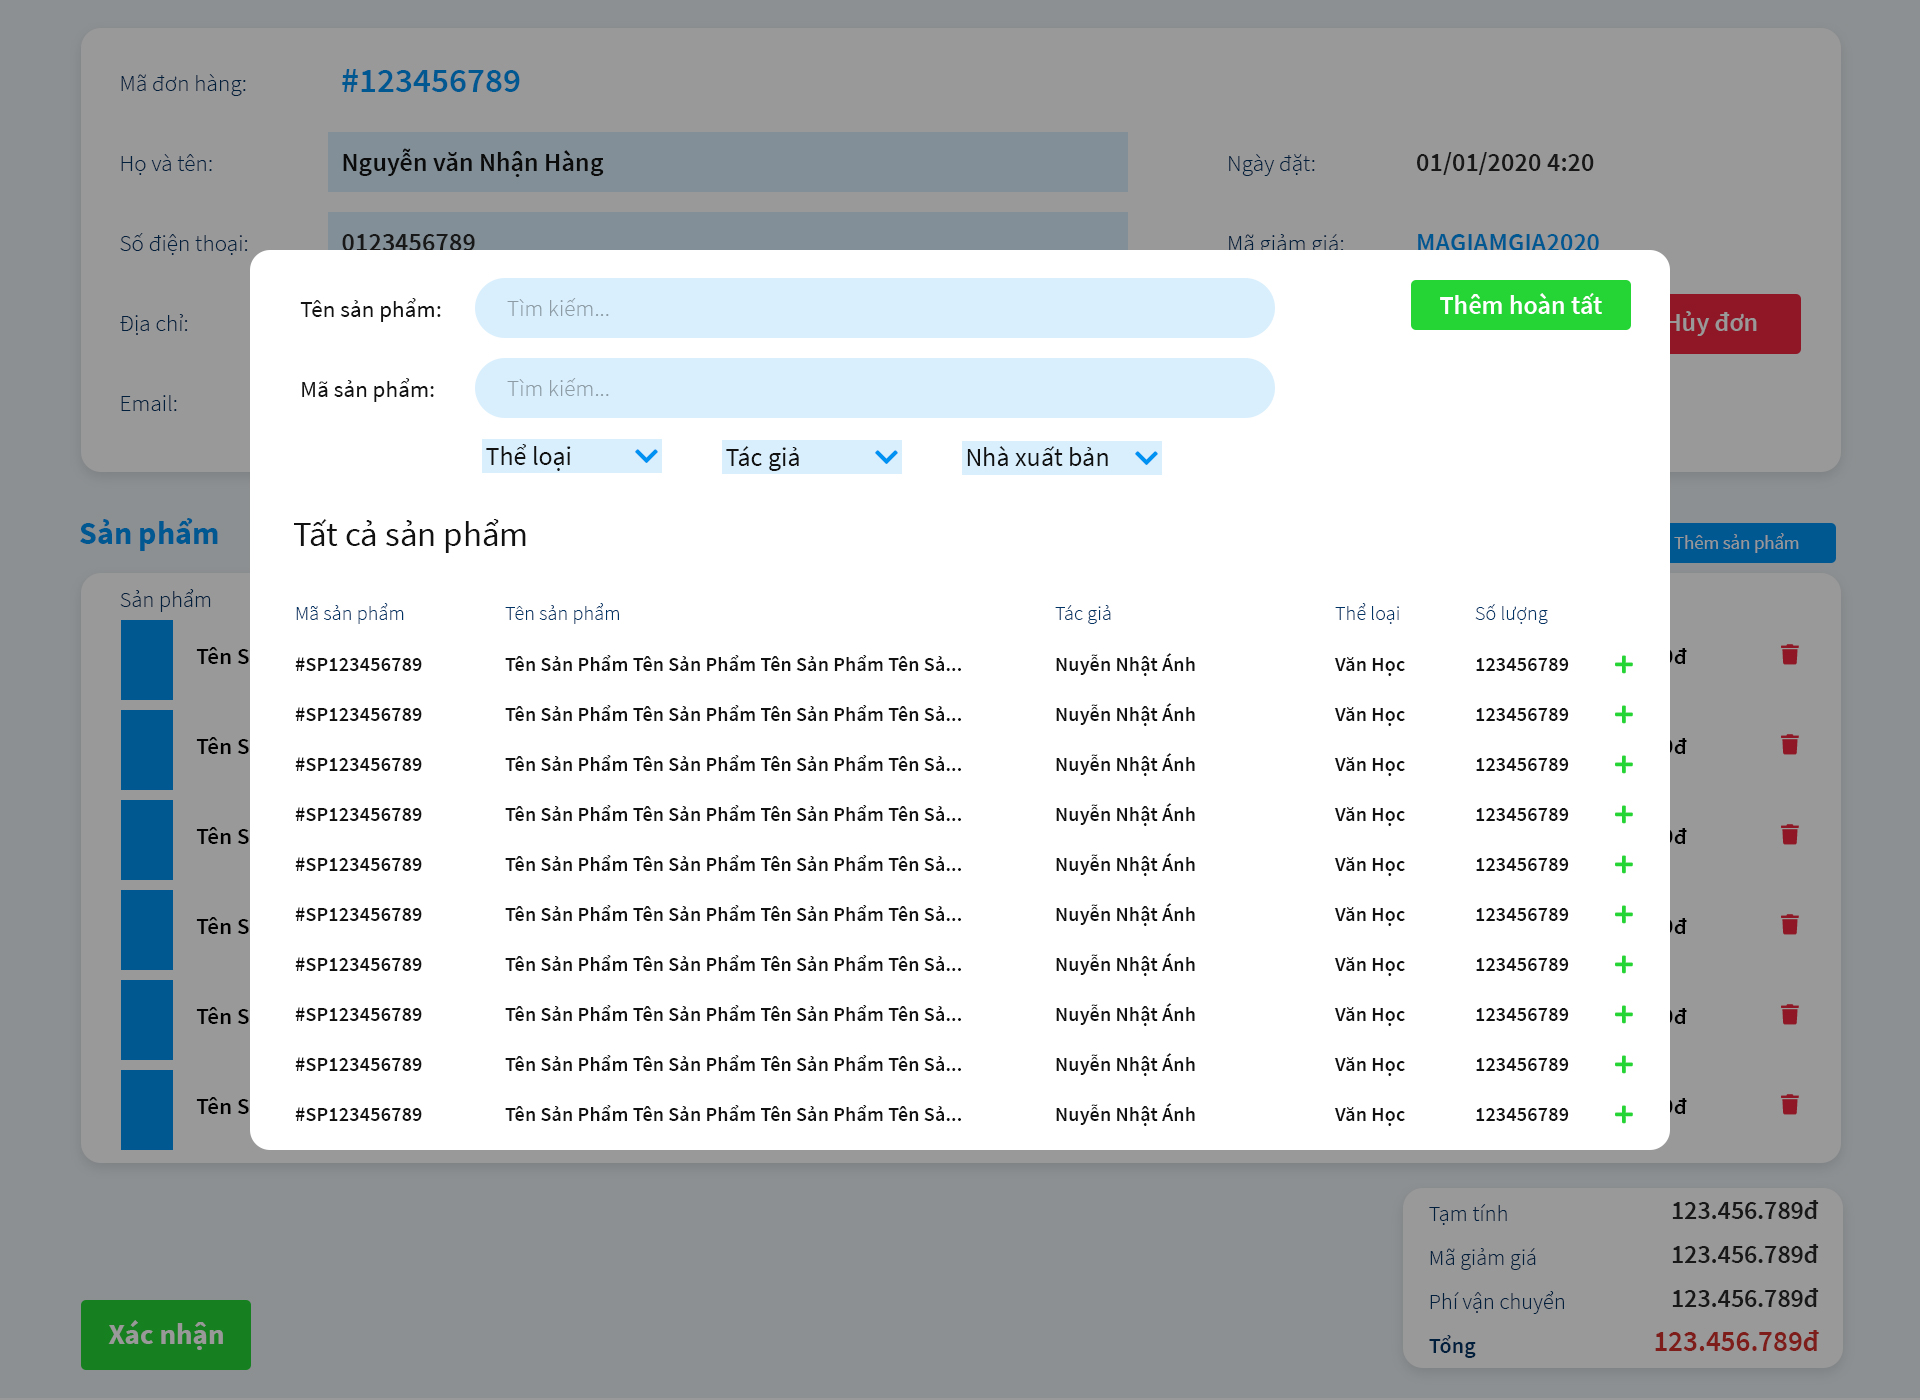 Mã đơn hàng: #123456789
Họ và tên: Nguyễn văn Nhận Hàng Ngày đặt: 01/01/2020 4:20
Số điện thoại: 0123456789 Mã giảm giá: MAGIAMGIA2020
Địa chỉ: Hủy đơn
Email:
Tên sản phẩm: Tìm kiếm... Thêm hoàn tất
Mã sản phẩm: Tìm kiếm...
Thể loại Tác giả Nhà xuất bản
Tất cả sản phẩm
Mã sản phẩm Tên sản phẩm Tác giả Thể loại Số lượng
#SP123456789 Tên Sản Phẩm Tên Sản Phẩm Tên Sản Phẩm Tên Sả... Nuyễn Nhật Ánh Văn Học 123456789
#SP123456789 Tên Sản Phẩm Tên Sản Phẩm Tên Sản Phẩm Tên Sả... Nuyễn Nhật Ánh Văn Học 123456789
#SP123456789 Tên Sản Phẩm Tên Sản Phẩm Tên Sản Phẩm Tên Sả... Nuyễn Nhật Ánh Văn Học 123456789
#SP123456789 Tên Sản Phẩm Tên Sản Phẩm Tên Sản Phẩm Tên Sả... Nuyễn Nhật Ánh Văn Học 123456789
#SP123456789 Tên Sản Phẩm Tên Sản Phẩm Tên Sản Phẩm Tên Sả... Nuyễn Nhật Ánh Văn Học 123456789
#SP123456789 Tên Sản Phẩm Tên Sản Phẩm Tên Sản Phẩm Tên Sả... Nuyễn Nhật Ánh Văn Học 123456789
#SP123456789 Tên Sản Phẩm Tên Sản Phẩm Tên Sản Phẩm Tên Sả... Nuyễn Nhật Ánh Văn Học 123456789
#SP123456789 Tên Sản Phẩm Tên Sản Phẩm Tên Sản Phẩm Tên Sả... Nuyễn Nhật Ánh Văn Học 123456789
#SP123456789 Tên Sản Phẩm Tên Sản Phẩm Tên Sản Phẩm Tên Sả... Nuyễn Nhật Ánh Văn Học 123456789
#SP123456789 Tên Sản Phẩm Tên Sản Phẩm Tên Sản Phẩm Tên Sả... Nuyễn Nhật Ánh Văn Học 123456789
Sản phẩm Thêm sản phẩm
Sản phẩm
Tên S đ
Tên S đ
Tên S đ
Tên S đ
Tên S đ
Tên S đ
Tạm tính 123.456.789đ
Mã giảm giá 123.456.789đ
Phí vận chuyển 123.456.789đ
Tổng 123.456.789đ
Xác nhận